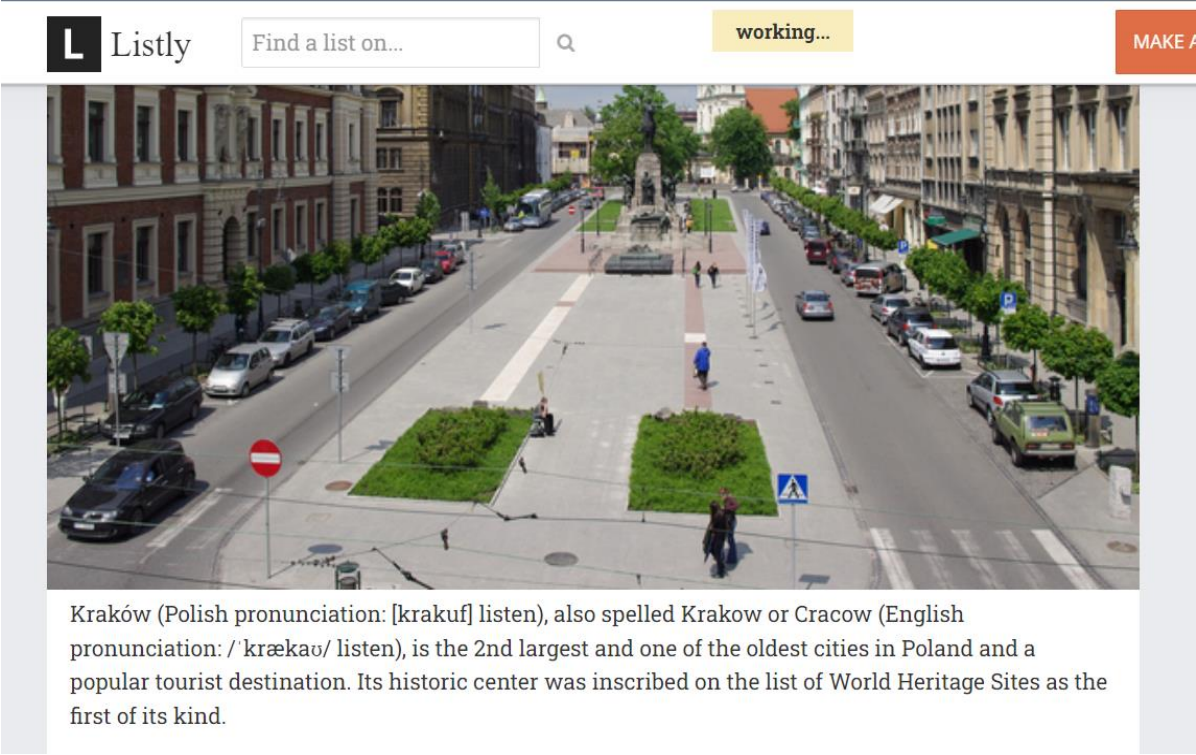 L Listly
Find a list on...
working...
MAKE A
P
P
Kraków (Polish pronunciation: [krakuf] listen), also spelled Krakow or Cracow (English
pronunciation: /ˈkrækaʊ/ listen), is the 2nd largest and one of the oldest cities in Poland and a
popular tourist destination. Its historic center was inscribed on the list of World Heritage Sites as the
first of its kind.